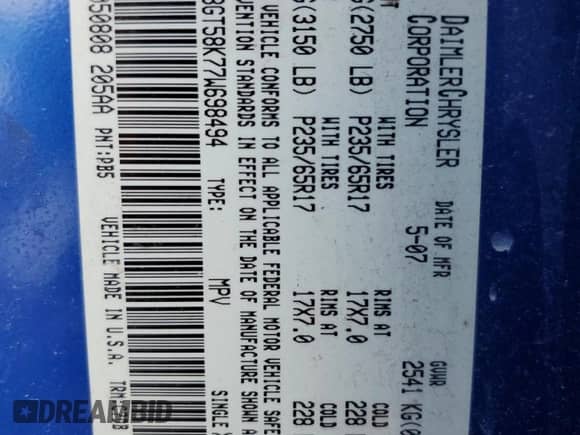 DAIMLERCHRYSLER
CORPORATION
DATE OF MFR
5-07
GVWR
2541 KG(
G(2750 LB)
WITH TIRES
P235/65R17
RIMS AT
17X7.0
COLD
228
G(3150 LB)
WITH TIRES
P235/65R17
RIMS AT
17X7.0
COLD
228
VEHICLE CONFORMS TO ALL APPLICABLE FEDERAL MOTOR VEHICLE SAFE
VENTION STANDARDS IN EFFECT ON THE DATE OF MANUFACTURE SHOWN A
8GT58K77W698494
TYPE:
MPV
SINGLE X
050808
205AA
PNT:PB5
VEHICLE MADE IN U.S.A.
DREAMBID